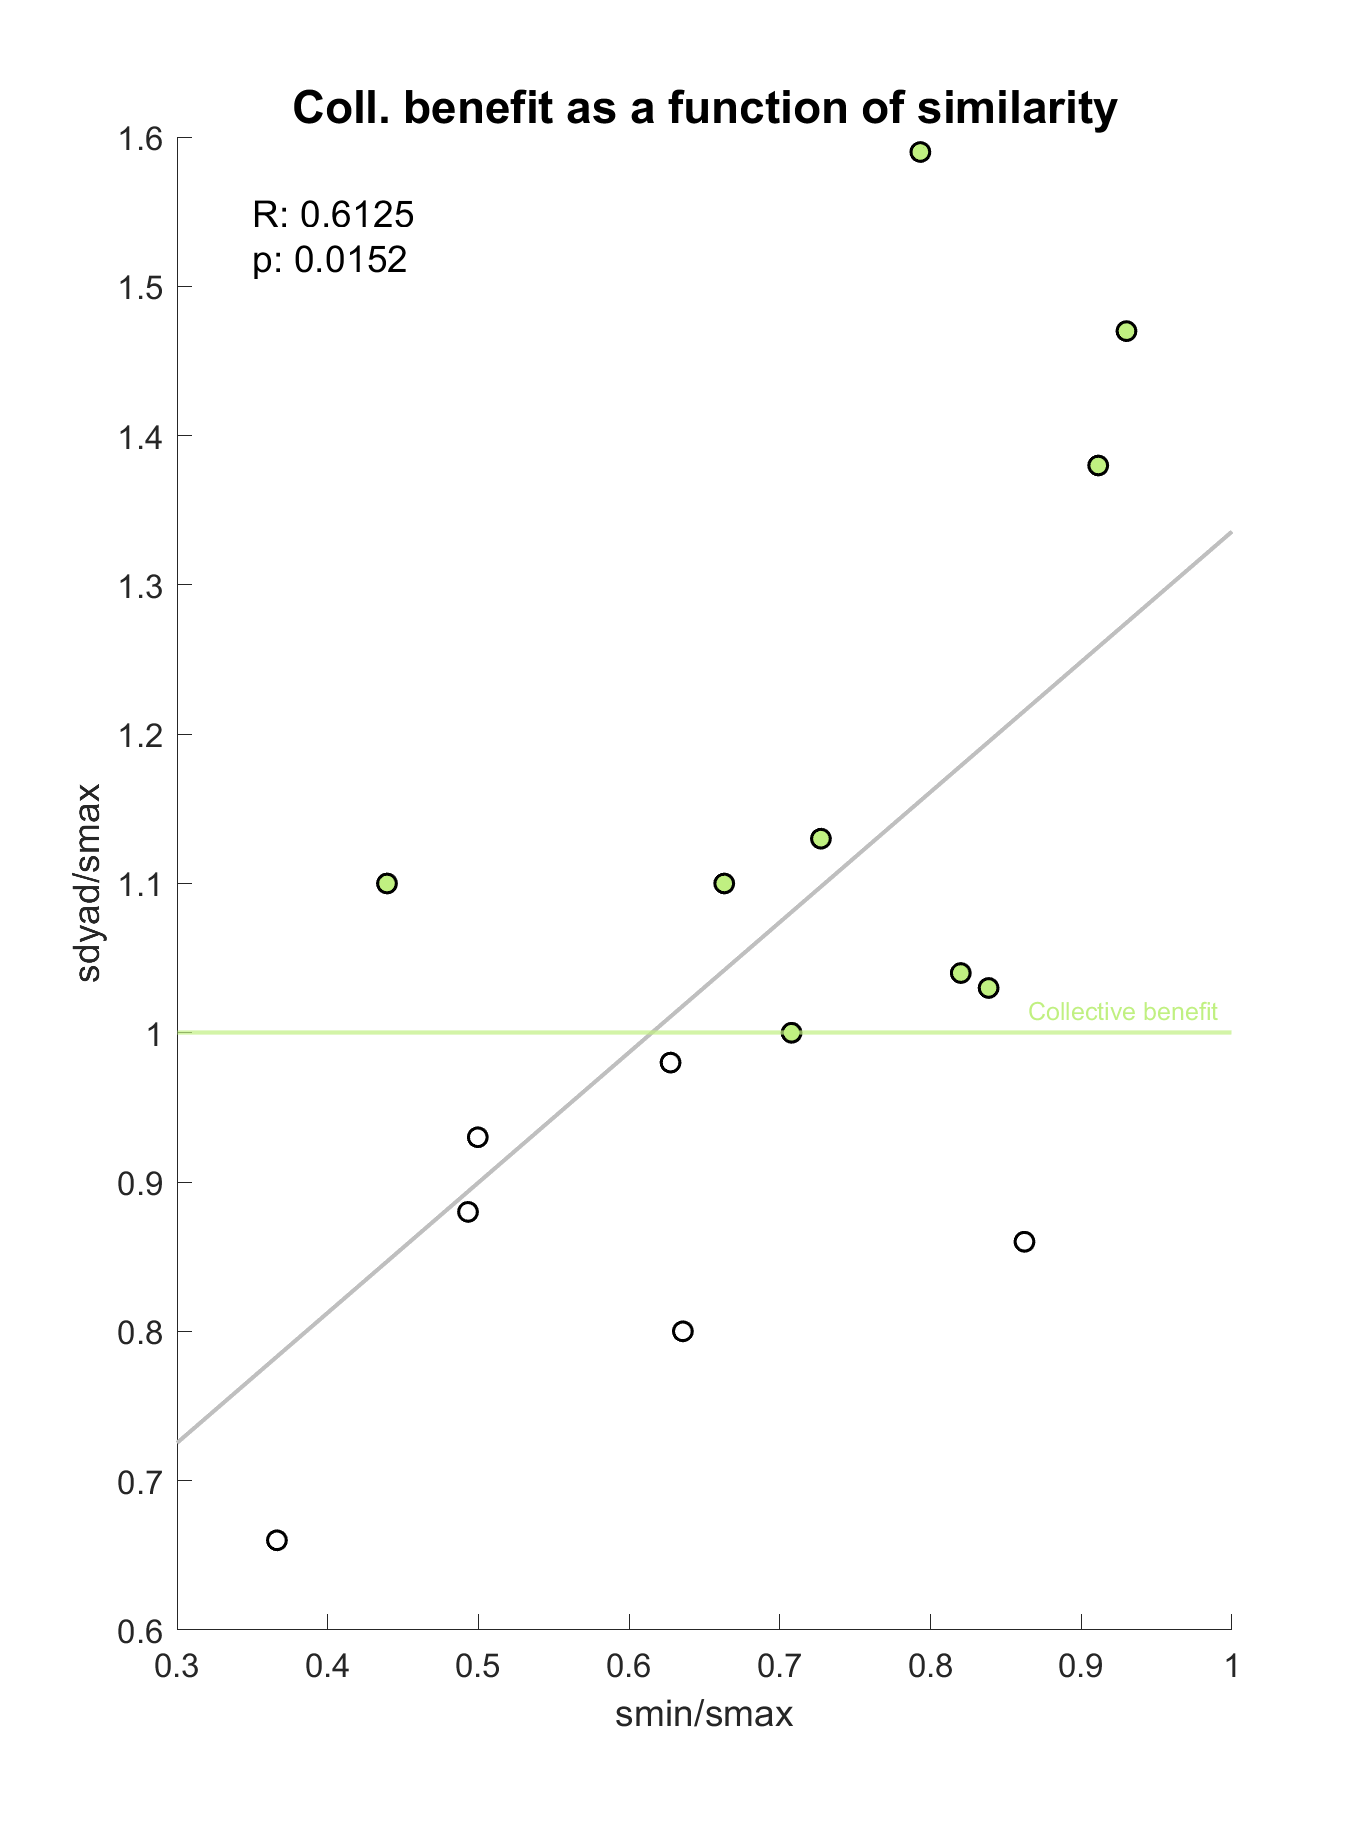 Coll. benefit as a function of similarity
R: 0.6125
p: 0.0152
1.6
1.5
1.4
1.3
1.2
1.1
1
0.9
0.8
0.7
0.6
sdyad/smax
Collective benefit
0.3 0.4 0.5 0.6 0.7 0.8 0.9 1
smin/smax